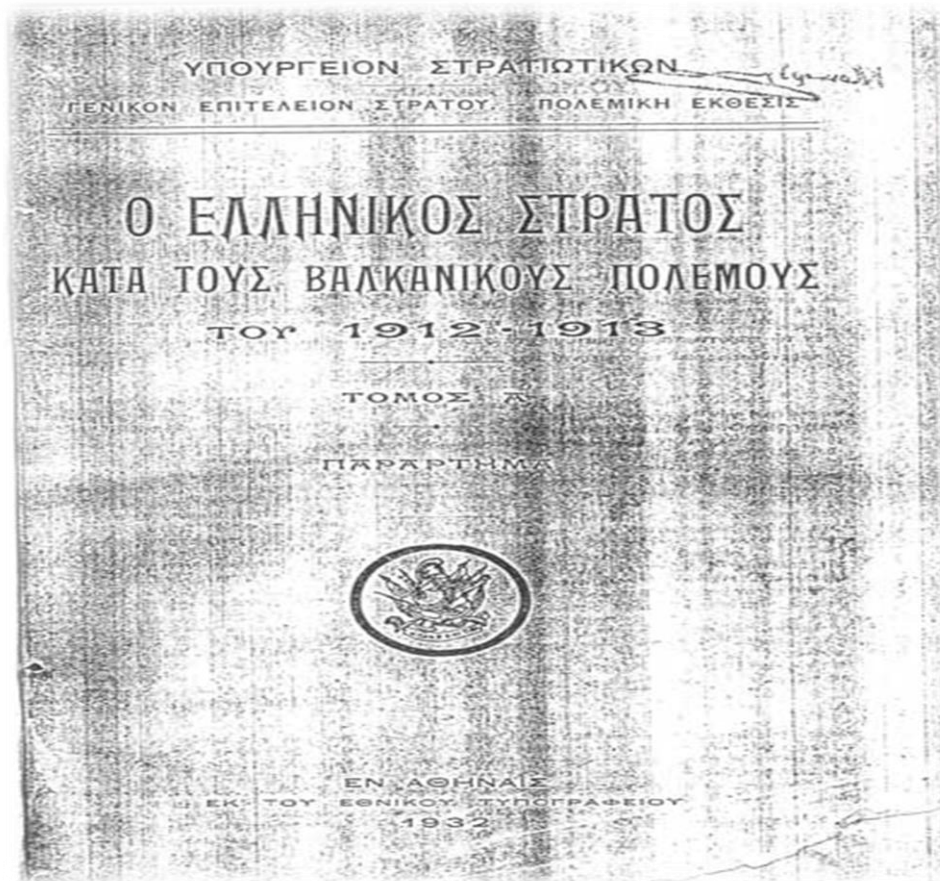 ΥΠΟΥΡΓΕΙΟΝ ΣΤΡΑΤΙΩΤΙΚΩΝ
ΓΕΝΙΚΟΝ ΕΠΙΤΕΛΕΙΟΝ ΣΤΡΑΤΟΥ. ΠΟΛΕΜΙΚΗ ΕΚΘΕΣΙΣ
Ο ΕΛΛΗΝΙΚΟΣ ΣΤΡΑΤΟΣ
ΚΑΤΑ ΤΟΥΣ ΒΑΛΚΑΝΙΚΟΥΣ ΠΟΛΕΜΟΥΣ
ΤΟΥ 1912-1913
ΤΟΜΟΣ Α
ΠΑΡΑΡΤΗΜΑ
ΕΝ ΑΘΗΝΑΙΣ
ΕΚ ΤΟΥ ΕΘΝΙΚΟΥ ΤΥΠΟΓΡΑΦΕΙΟΥ
1932